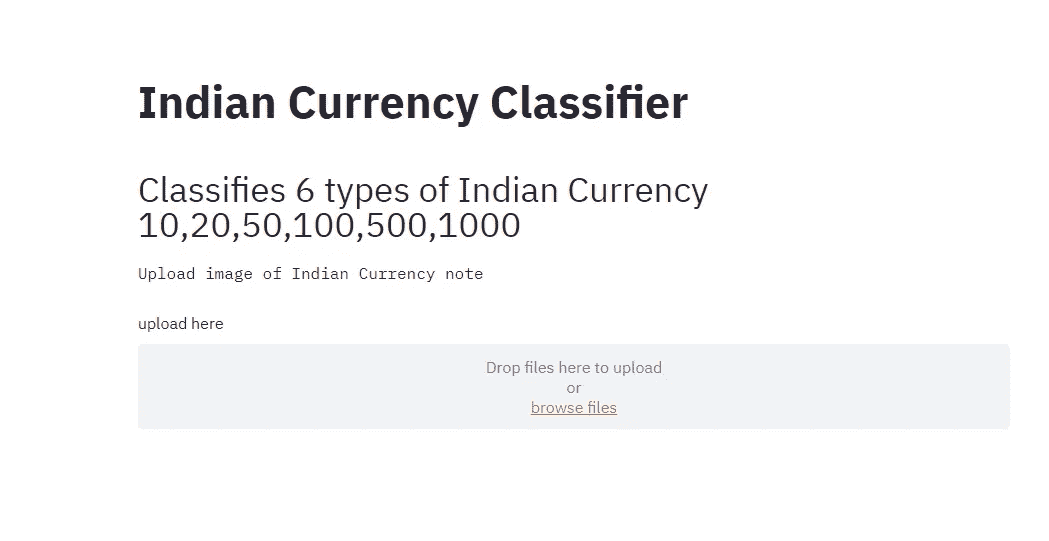 Indian Currency Classifier
Classifies 6 types of Indian Currency
10,20,50,100,500,1000
Upload image of Indian Currency note
upload here
Drop files here to upload
or
browse files